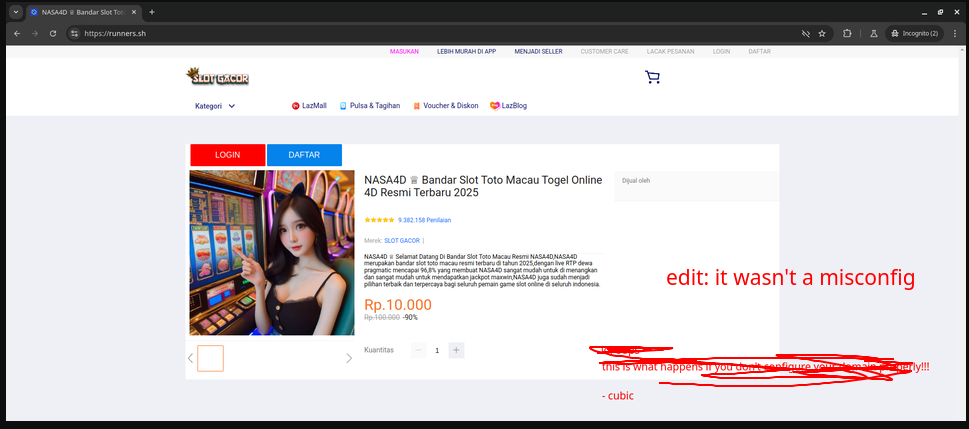 NASA4D ♕ Bandar Slot Tot
https://runners.sh
Incognito (2)
MASUKAN LEBIH MURAH DI APP MENJADI SELLER CUSTOMER CARE LACAK PESANAN LOGIN DAFTAR
SLOT GACOR
Kategori LazMall Pulsa & Tagihan Voucher & Diskon LazBlog
LOGIN DAFTAR
NASA4D ♕ Bandar Slot Toto Macau Togel Online
4D Resmi Terbaru 2025
Dijual oleh
★★★★★ 9.382.158 Penilaian
Merek: SLOT GACOR |
NASA4D ♕ Selamat Datang Di Bandar Slot Toto Macau Resmi NASA4D,NASA4D
merupakan bandar slot toto macau resmi terbaru di tahun 2025,dengan live RTP dewa
pragmatic mencapai 96,8% yang membuat NASA4D sangat mudah untuk di menangkan
dan sangat mudah untuk mendapatkan jackpot maxwin,NASA4D juga sudah menjadi
pilihan terbaik dan terpercaya bagi seluruh pemain game slot online di seluruh indonesia.
edit: it wasn't a misconfig
Rp.10.000
Rp.100.000 -90%
Kuantitas − 1 +
this is what happens if you don't configure your domain properly!!!
- cubic